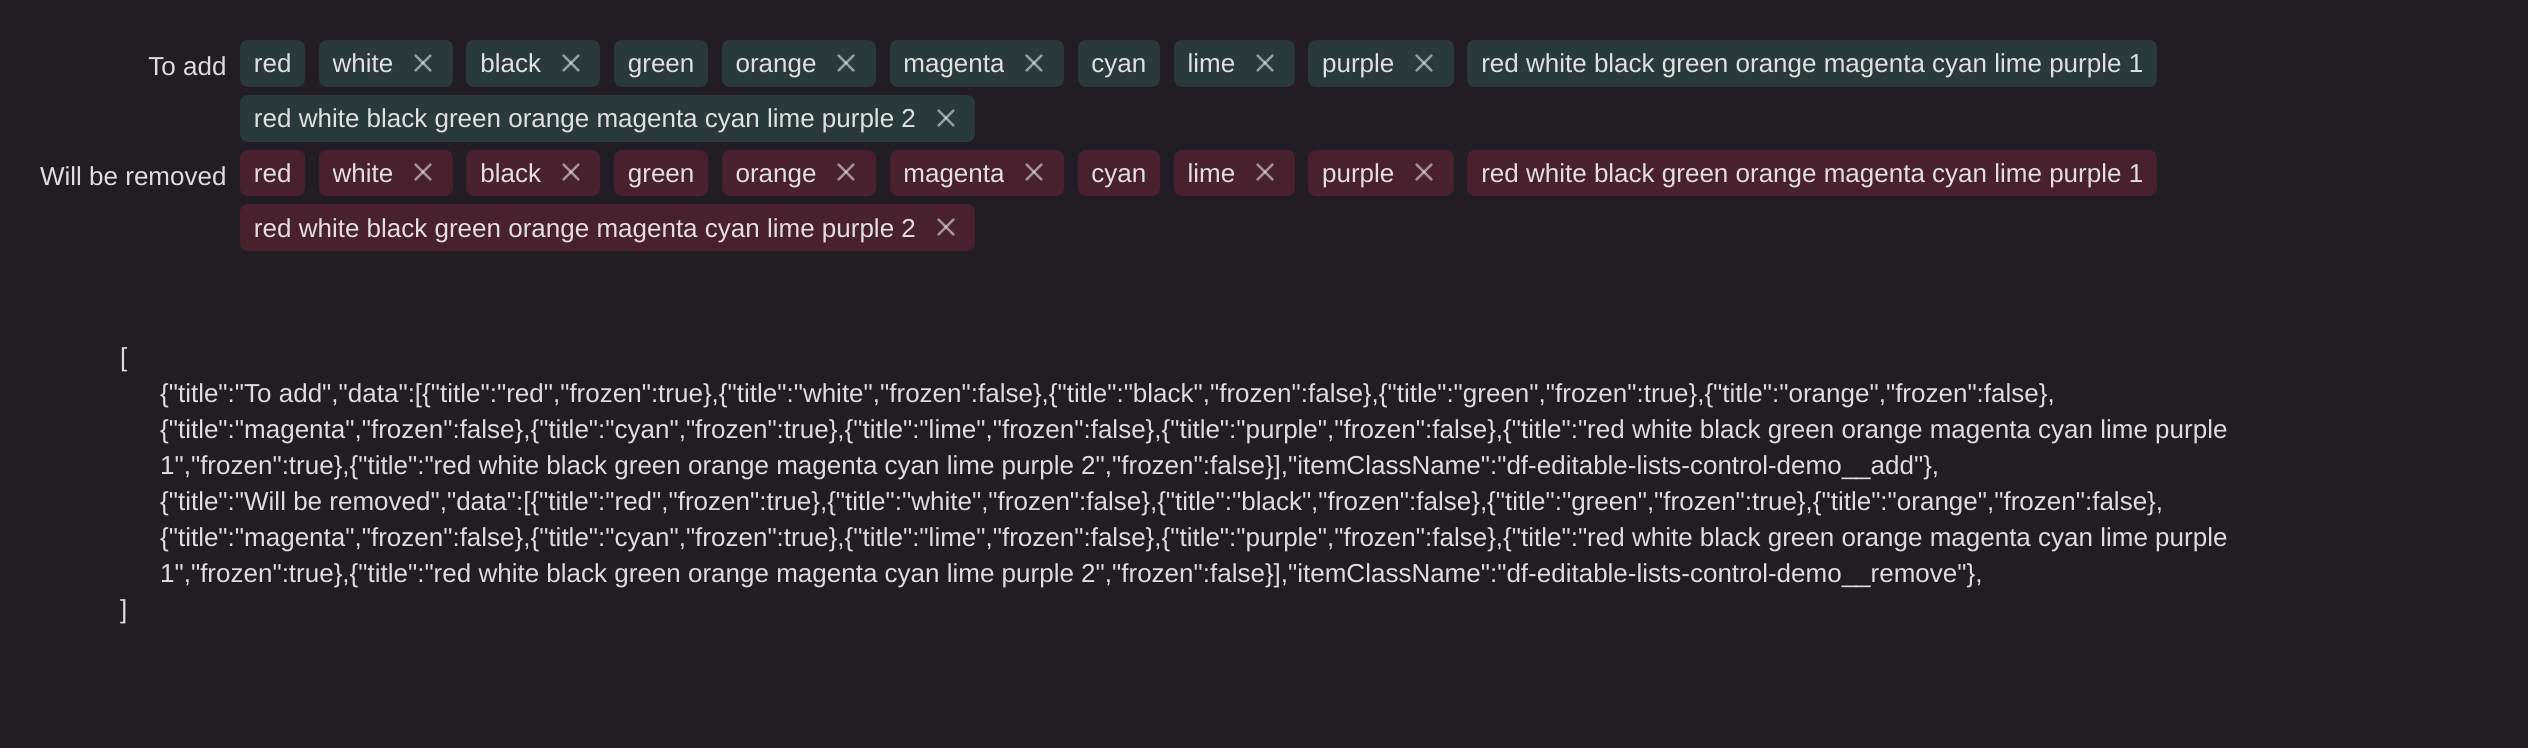 To add red white black green orange magenta cyan lime purple red white black green orange magenta cyan lime purple 1
red white black green orange magenta cyan lime purple 2
Will be removed red white black green orange magenta cyan lime purple red white black green orange magenta cyan lime purple 1
red white black green orange magenta cyan lime purple 2
[
{"title":"To add","data":[{"title":"red","frozen":true},{"title":"white","frozen":false},{"title":"black","frozen":false},{"title":"green","frozen":true},{"title":"orange","frozen":false},
{"title":"magenta","frozen":false},{"title":"cyan","frozen":true},{"title":"lime","frozen":false},{"title":"purple","frozen":false},{"title":"red white black green orange magenta cyan lime purple
1","frozen":true},{"title":"red white black green orange magenta cyan lime purple 2","frozen":false}],"itemClassName":"df-editable-lists-control-demo__add"},
{"title":"Will be removed","data":[{"title":"red","frozen":true},{"title":"white","frozen":false},{"title":"black","frozen":false},{"title":"green","frozen":true},{"title":"orange","frozen":false},
{"title":"magenta","frozen":false},{"title":"cyan","frozen":true},{"title":"lime","frozen":false},{"title":"purple","frozen":false},{"title":"red white black green orange magenta cyan lime purple
1","frozen":true},{"title":"red white black green orange magenta cyan lime purple 2","frozen":false}],"itemClassName":"df-editable-lists-control-demo__remove"},
]